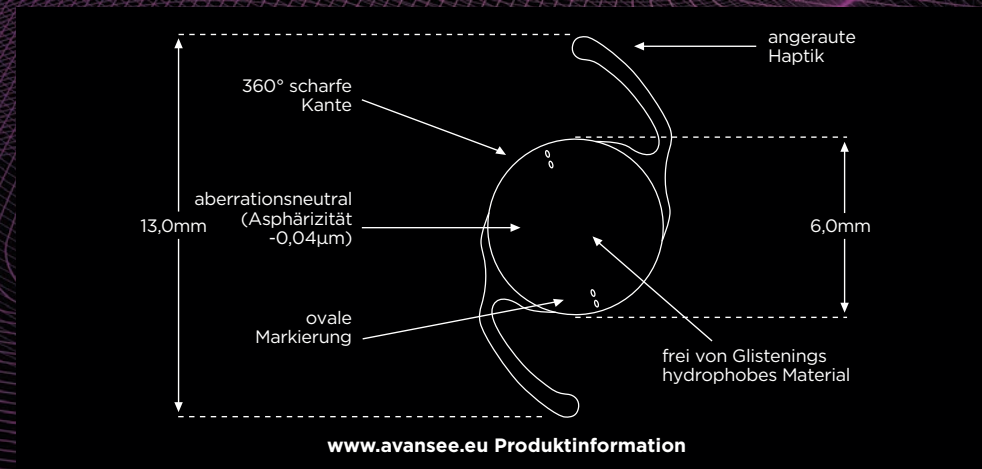 angeraute
Haptik
360° scharfe
Kante
aberrationsneutral
(Asphärizität
-0,04µm)
13,0mm
6,0mm
ovale
Markierung
frei von Glistenings
hydrophobes Material
www.avansee.eu Produktinformation